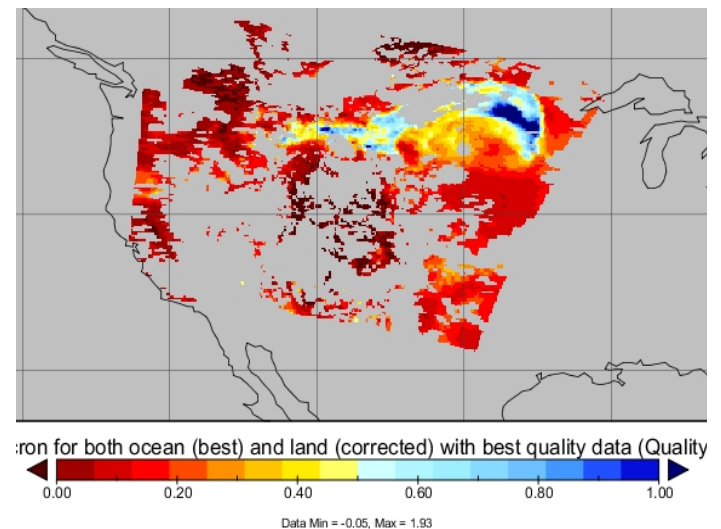 cron for both ocean (best) and land (corrected) with best quality data (Quality
0.00 0.20 0.40 0.60 0.80 1.00
Data Min = -0.05, Max = 1.93